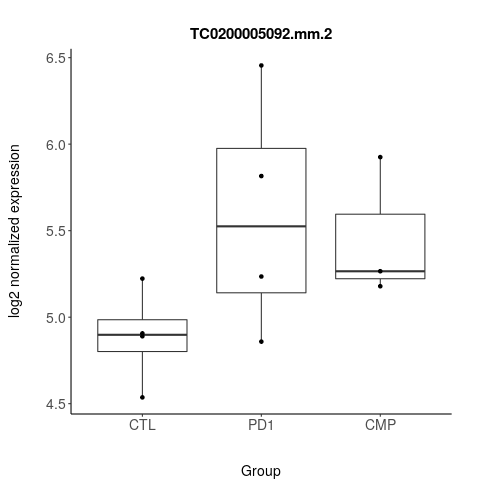 TC0200005092.mm.2
log2 normalized expression
6.5
6.0
5.5
5.0
4.5
CTL PD1 CMP
Group